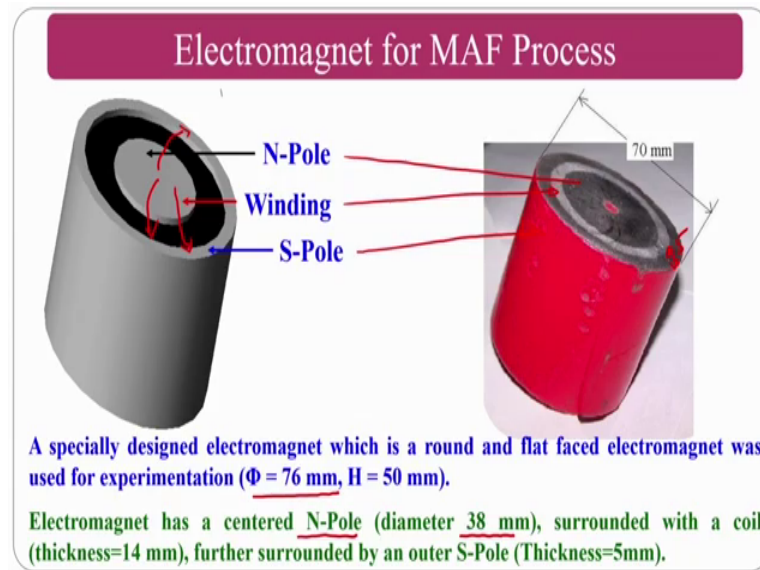 Electromagnet for MAF Process
N-Pole
Winding
S-Pole
70 mm
A specially designed electromagnet which is a round and flat faced electromagnet was
used for experimentation (Φ = 76 mm, H = 50 mm).
Electromagnet has a centered N-Pole (diameter 38 mm), surrounded with a coil
(thickness=14 mm), further surrounded by an outer S-Pole (Thickness=5mm).